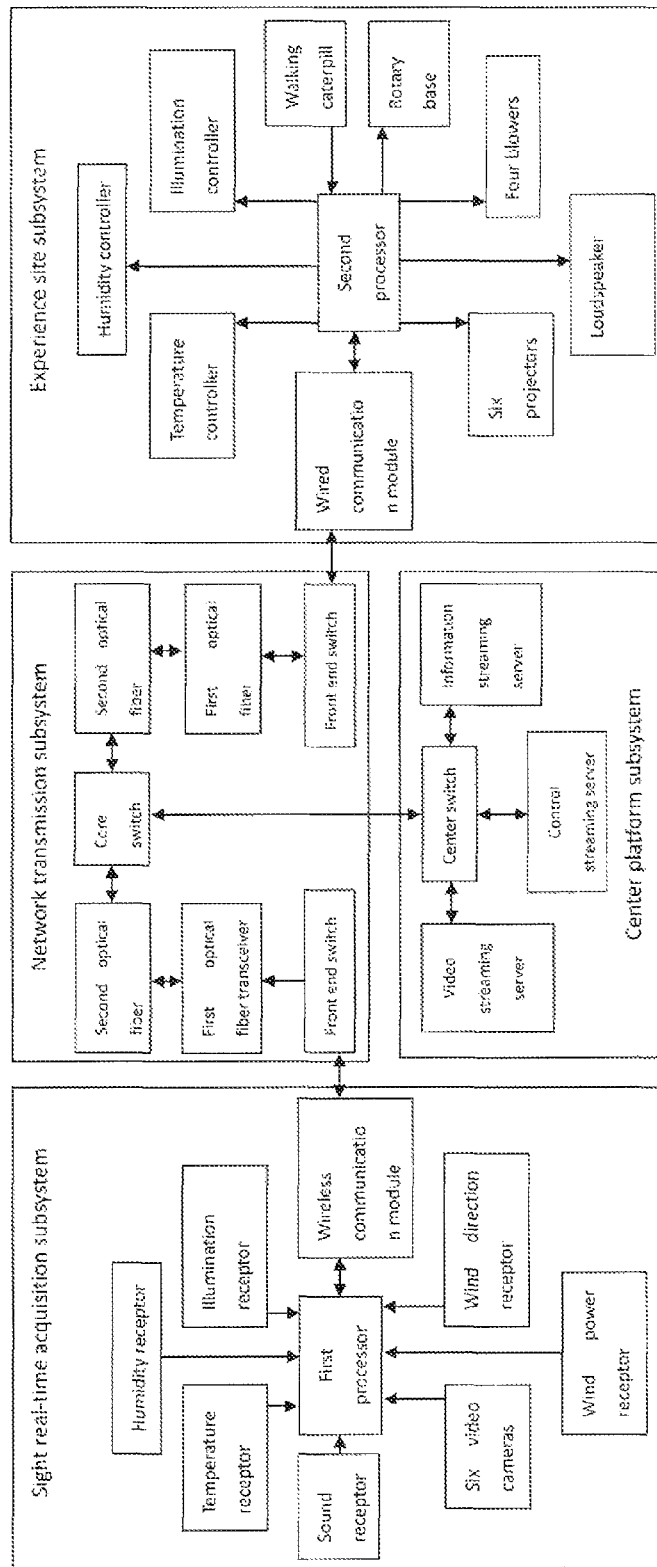 Sight real-time acquisition subsystem
Humidity receptor
Temperature
receptor
Illumination
receptor
Sound
receptor
First
processor
Wireless
communicatio
n module
Six video
cameras
Wind direction
receptor
Wind power
receptor
Network transmission subsystem
Second optical
fiber
Core
switch
Second optical
fiber
First optical
fiber transceiver
First optical
fiber
Front end switch
Front end switch
Center switch
Video
streaming
server
Information
streaming
server
Control
streaming server
Center platform subsystem
Experience site subsystem
Humidity controller
Temperature
controller
Illumination
controller
Walking
caterpill
Wired
communicatio
n module
Second
processor
Rotary
base
Six
projectors
Four blowers
Loudspeaker